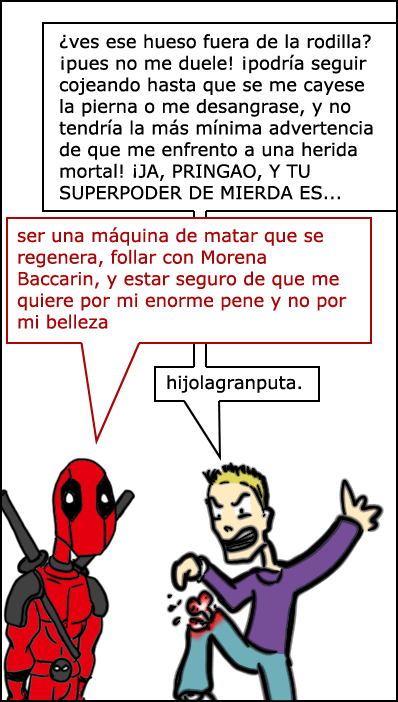 ¿ves ese hueso fuera de la rodilla?
¡pues no me duele! ¡podría seguir
cojeando hasta que se me cayese
la pierna o me desangrase, y no
tendría la más mínima advertencia
de que me enfrento a una herida
mortal! ¡JA, PRINGAO, Y TU
SUPERPODER DE MIERDA ES...
ser una máquina de matar que se
regenera, follar con Morena
Baccarin, y estar seguro de que me
quiere por mi enorme pene y no por
mi belleza
hijolagranputa.